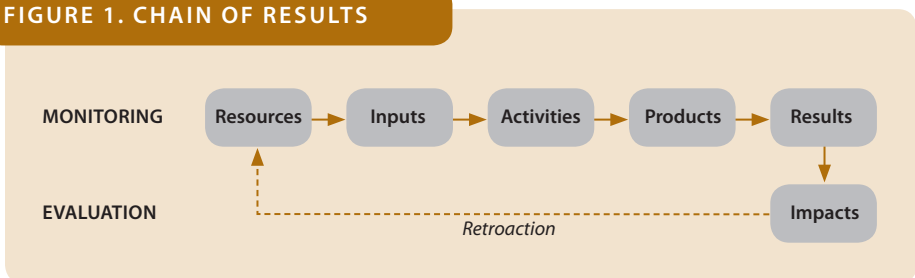 FIGURE 1. CHAIN OF RESULTS
MONITORING Resources Inputs Activities Products Results
EVALUATION Impacts
Retroaction